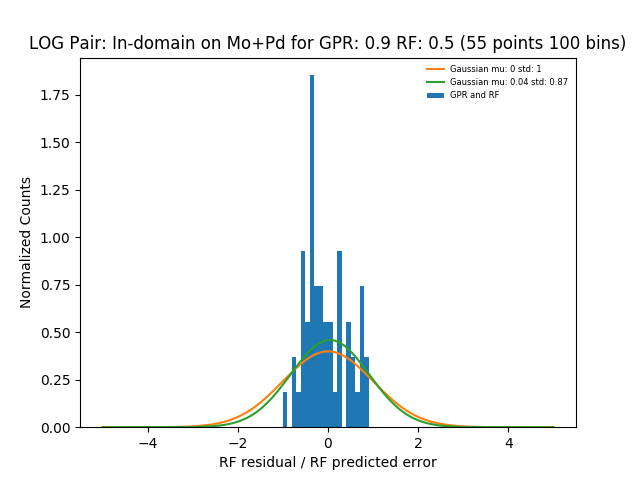 LOG Pair: In-domain on Mo+Pd for GPR: 0.9 RF: 0.5 (55 points 100 bins)
Gaussian mu: 0 std: 1
Gaussian mu: 0.04 std: 0.87
GPR and RF
Normalized Counts
1.75
1.50
1.25
1.00
0.75
0.50
0.25
0.00
−4
−2
0
2
4
RF residual / RF predicted error